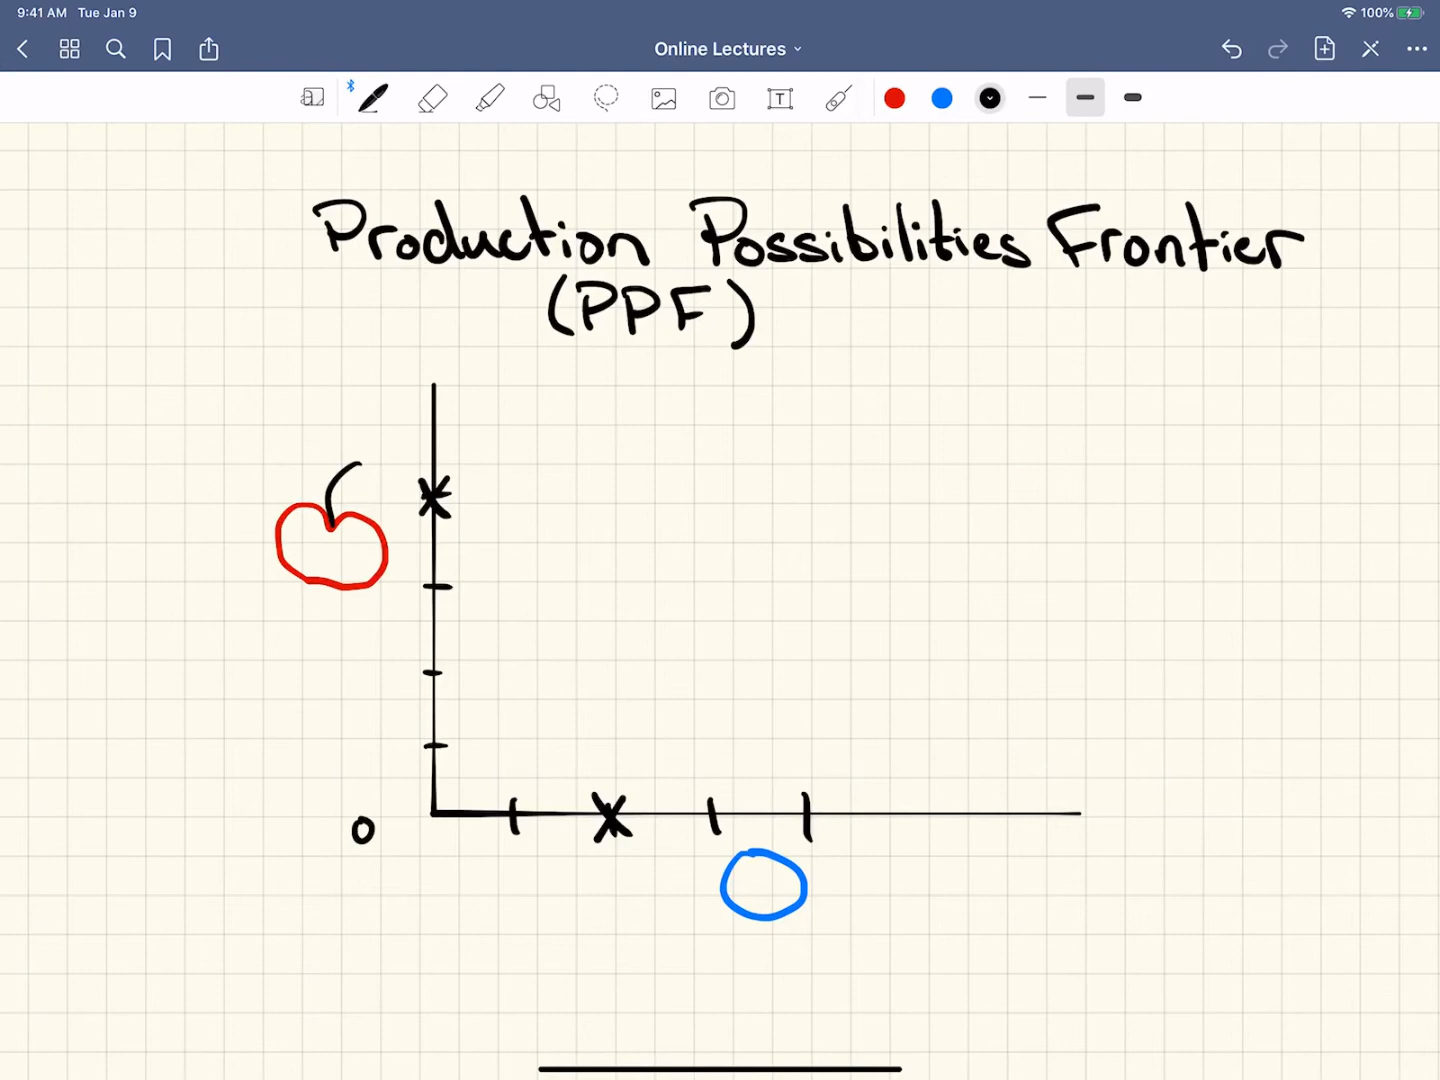 9:41 AM Tue Jan 9
100%
Online Lectures
a
T
Production Possibilities Frontier
(PPF)
0